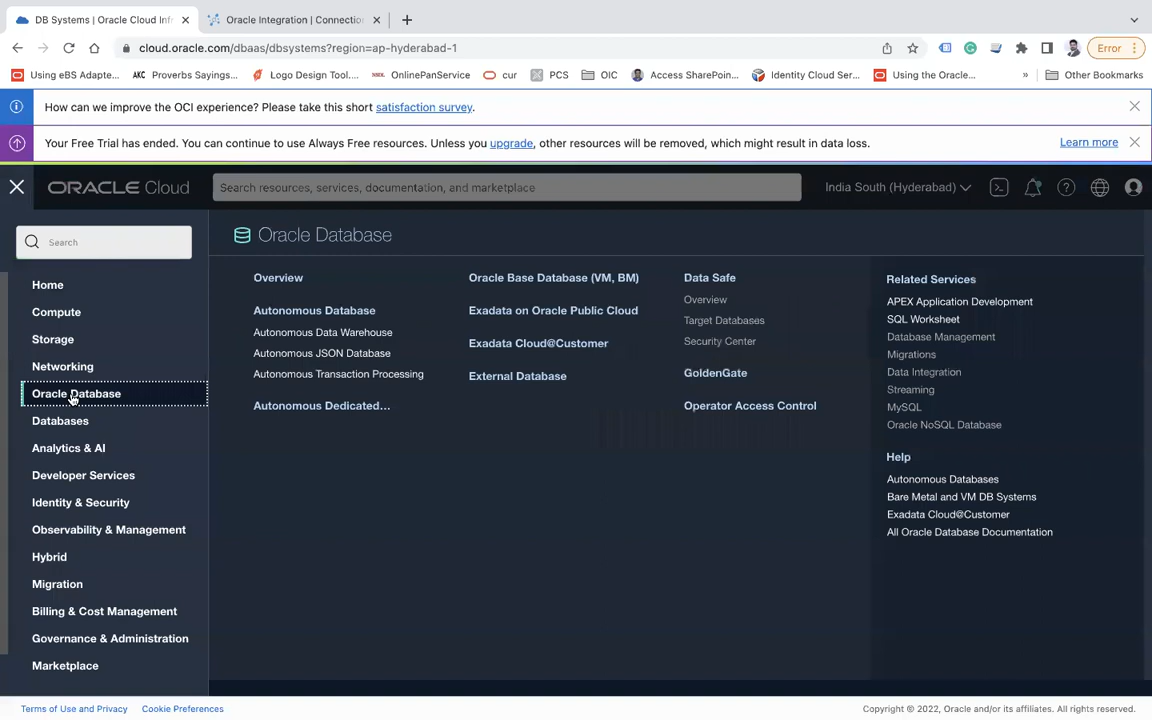 DB Systems | Oracle Cloud Inf
Oracle Integration | Connection
cloud.oracle.com/dbaas/dbsystems?region=ap-hyderabad-1
Error
Using eBS Adapte...
AKC
Proverbs Sayings...
Logo Design Tool....
OnlinePanService
cur
PCS
OIC
Access SharePoin...
Identity Cloud Ser...
Using the Oracle...
»
Other Bookmarks
How can we improve the OCI experience? Please take this short satisfaction survey.
Your Free Trial has ended. You can continue to use Always Free resources. Unless you upgrade, other resources will be removed, which might result in data loss.
Learn more
ORACLE Cloud
Search resources, services, documentation, and marketplace
India South (Hyderabad)
Search
Home
Compute
Storage
Networking
Oracle Database
Databases
Analytics & AI
Developer Services
Identity & Security
Observability & Management
Hybrid
Migration
Billing & Cost Management
Governance & Administration
Marketplace
Oracle Database
Overview
Autonomous Database
Autonomous Data Warehouse
Autonomous JSON Database
Autonomous Transaction Processing
Autonomous Dedicated...
Oracle Base Database (VM, BM)
Exadata on Oracle Public Cloud
Exadata Cloud@Customer
External Database
Data Safe
Overview
Target Databases
Security Center
GoldenGate
Operator Access Control
Related Services
APEX Application Development
SQL Worksheet
Database Management
Migrations
Data Integration
Streaming
MySQL
Oracle NoSQL Database
Help
Autonomous Databases
Bare Metal and VM DB Systems
Exadata Cloud@Customer
All Oracle Database Documentation
Terms of Use and Privacy
Cookie Preferences
Copyright © 2022, Oracle and/or its affiliates. All rights reserved.